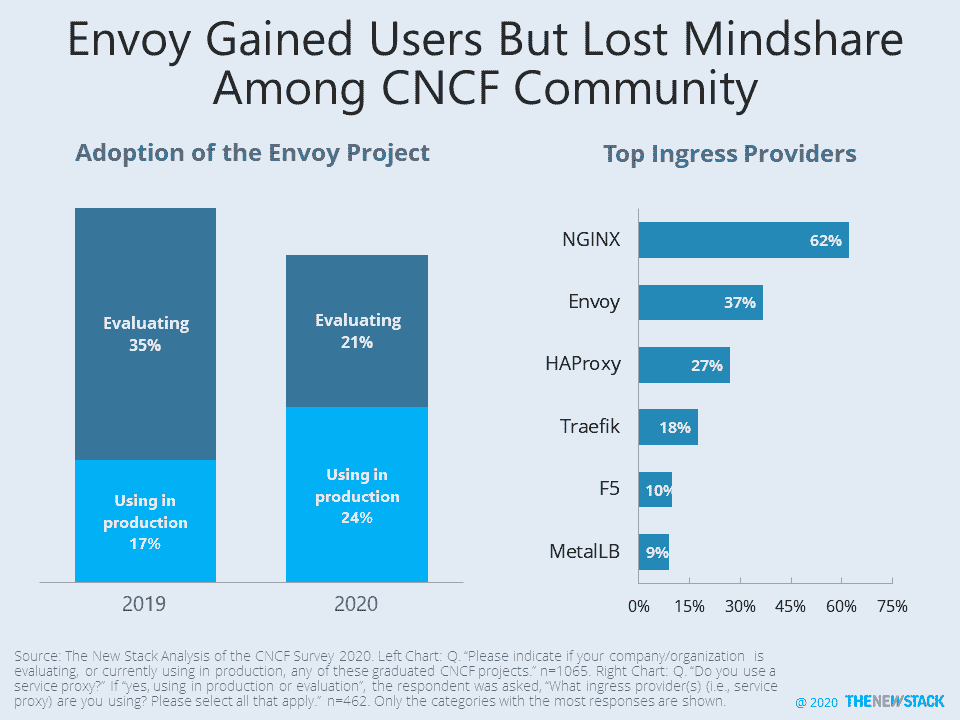 Envoy Gained Users But Lost Mindshare
Among CNCF Community
Adoption of the Envoy Project
Evaluating
35%
Using in
production
17%
2019
Evaluating
21%
Using in
production
24%
2020
Top Ingress Providers
NGINX
62%
Envoy
37%
HAProxy
27%
Traefik
18%
F5
10%
MetalLB
9%
0% 15% 30% 45% 60% 75%
Source: The New Stack Analysis of the CNCF Survey 2020. Left Chart: Q. “Please indicate if your company/organization is
evaluating, or currently using in production, any of these graduated CNCF projects.” n=1065. Right Chart: Q. “Do you use a
service proxy?” If “yes, using in production or evaluation”, the respondent was asked, “What ingress provider(s) (i.e., service
proxy) are you using? Please select all that apply.” n=462. Only the categories with the most responses are shown.
@ 2020 THENEWSTACK